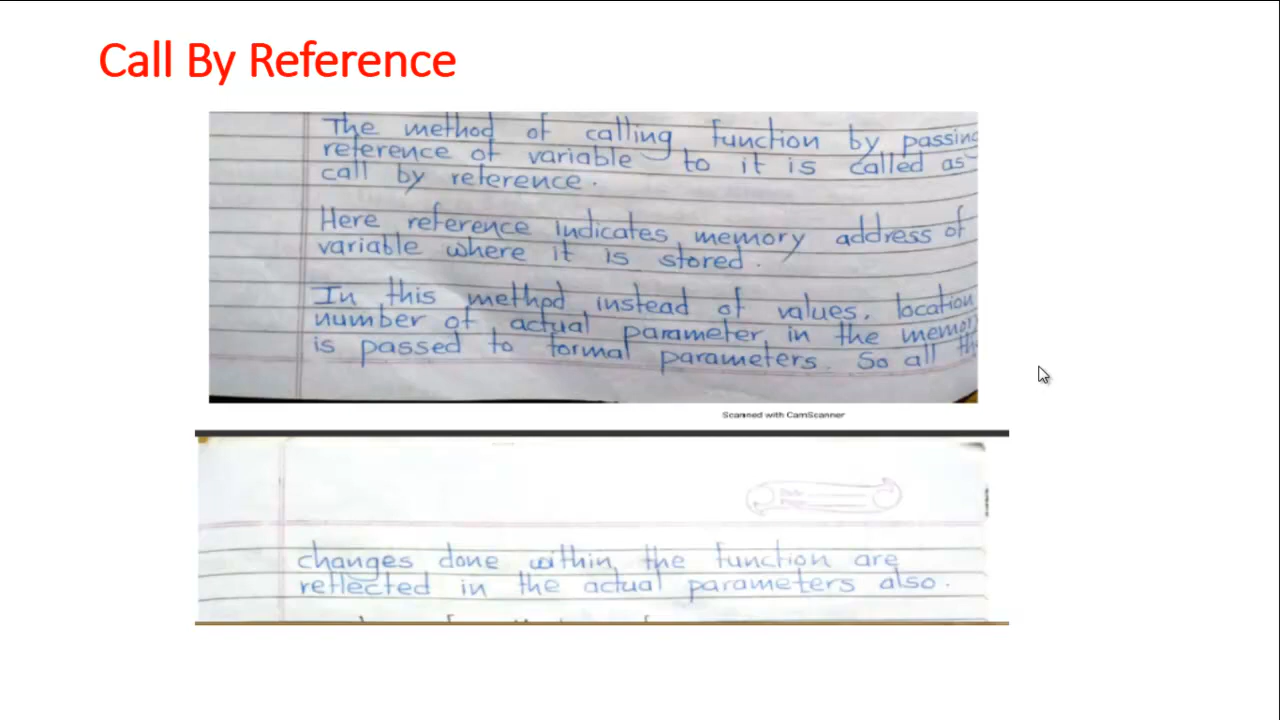 Call By Reference
The method of calling function by passing
reference of variable to it is called as
call by reference.
Here reference indicates memory address of
variable where it is stored.
In this method, instead of values, location
number of actual parameter in the memory
is passed to formal parameters. So all the
Scanned with CamScanner
changes done within the function are
reflected in the actual parameters also.